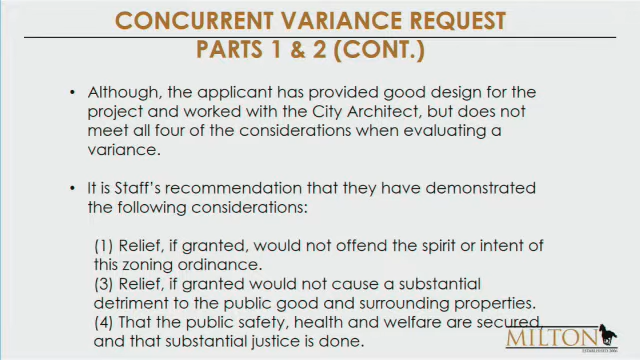 CONCURRENT VARIANCE REQUEST
PARTS 1 & 2 (CONT.)
• Although, the applicant has provided good design for the
project and worked with the City Architect, but does not
meet all four of the considerations when evaluating a
variance.
• It is Staff's recommendation that they have demonstrated
the following considerations:
(1) Relief, if granted, would not offend the spirit or intent of
this zoning ordinance.
(3) Relief, if granted would not cause a substantial
detriment to the public good and surrounding properties.
(4) That the public safety, health and welfare are secured,
and that substantial justice is done.
MILTON